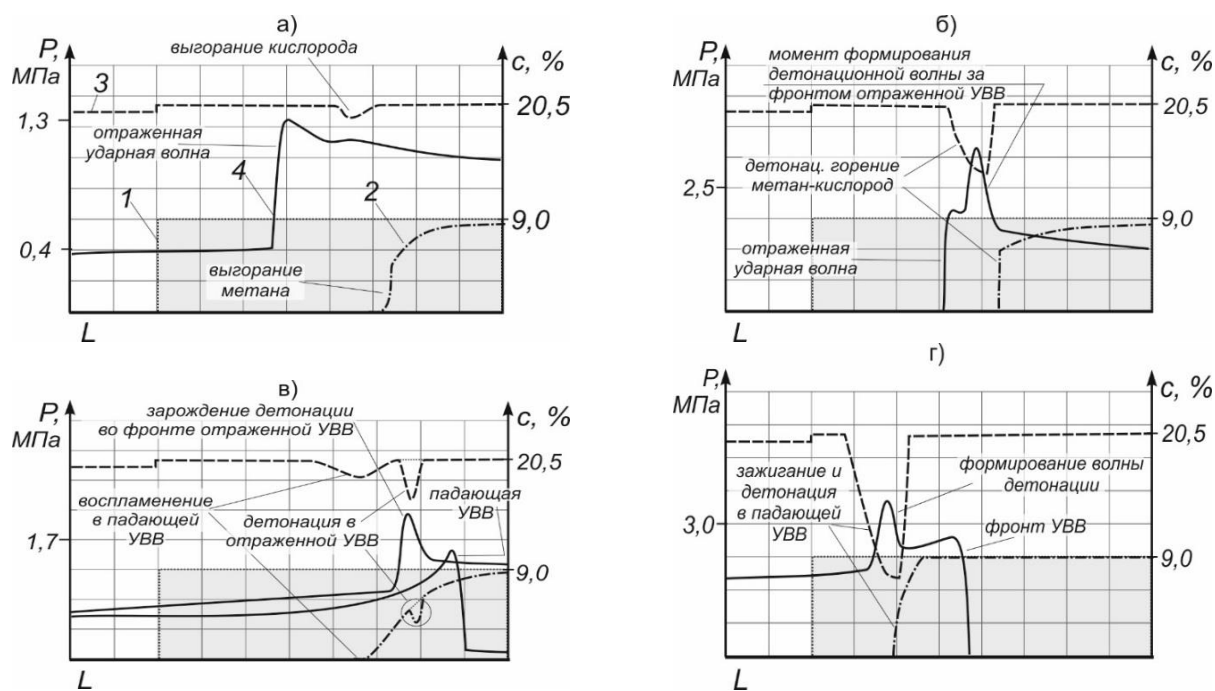 а)
P,
МПа
c, %
выгорание кислорода
3
20,5
1,3
отраженная
ударная волна
1
4
2
9,0
0,4
выгорание
метана
L
б)
P,
МПа
c, %
момент формирования
детонационной волны за
фронтом отраженной УВВ
20,5
детонац. горение
метан-кислород
2,5
9,0
отраженная
ударная волна
L
в)
P,
МПа
c, %
зарождение детонации
во фронте отраженной УВВ
20,5
воспламенение
в падающей
УВВ
детонация в
отраженной УВВ
падающая
УВВ
1,7
9,0
L
г)
P,
МПа
c, %
20,5
зажигание и
детонация
в падающей
УВВ
формирование волны
детонации
фронт УВВ
3,0
9,0
L